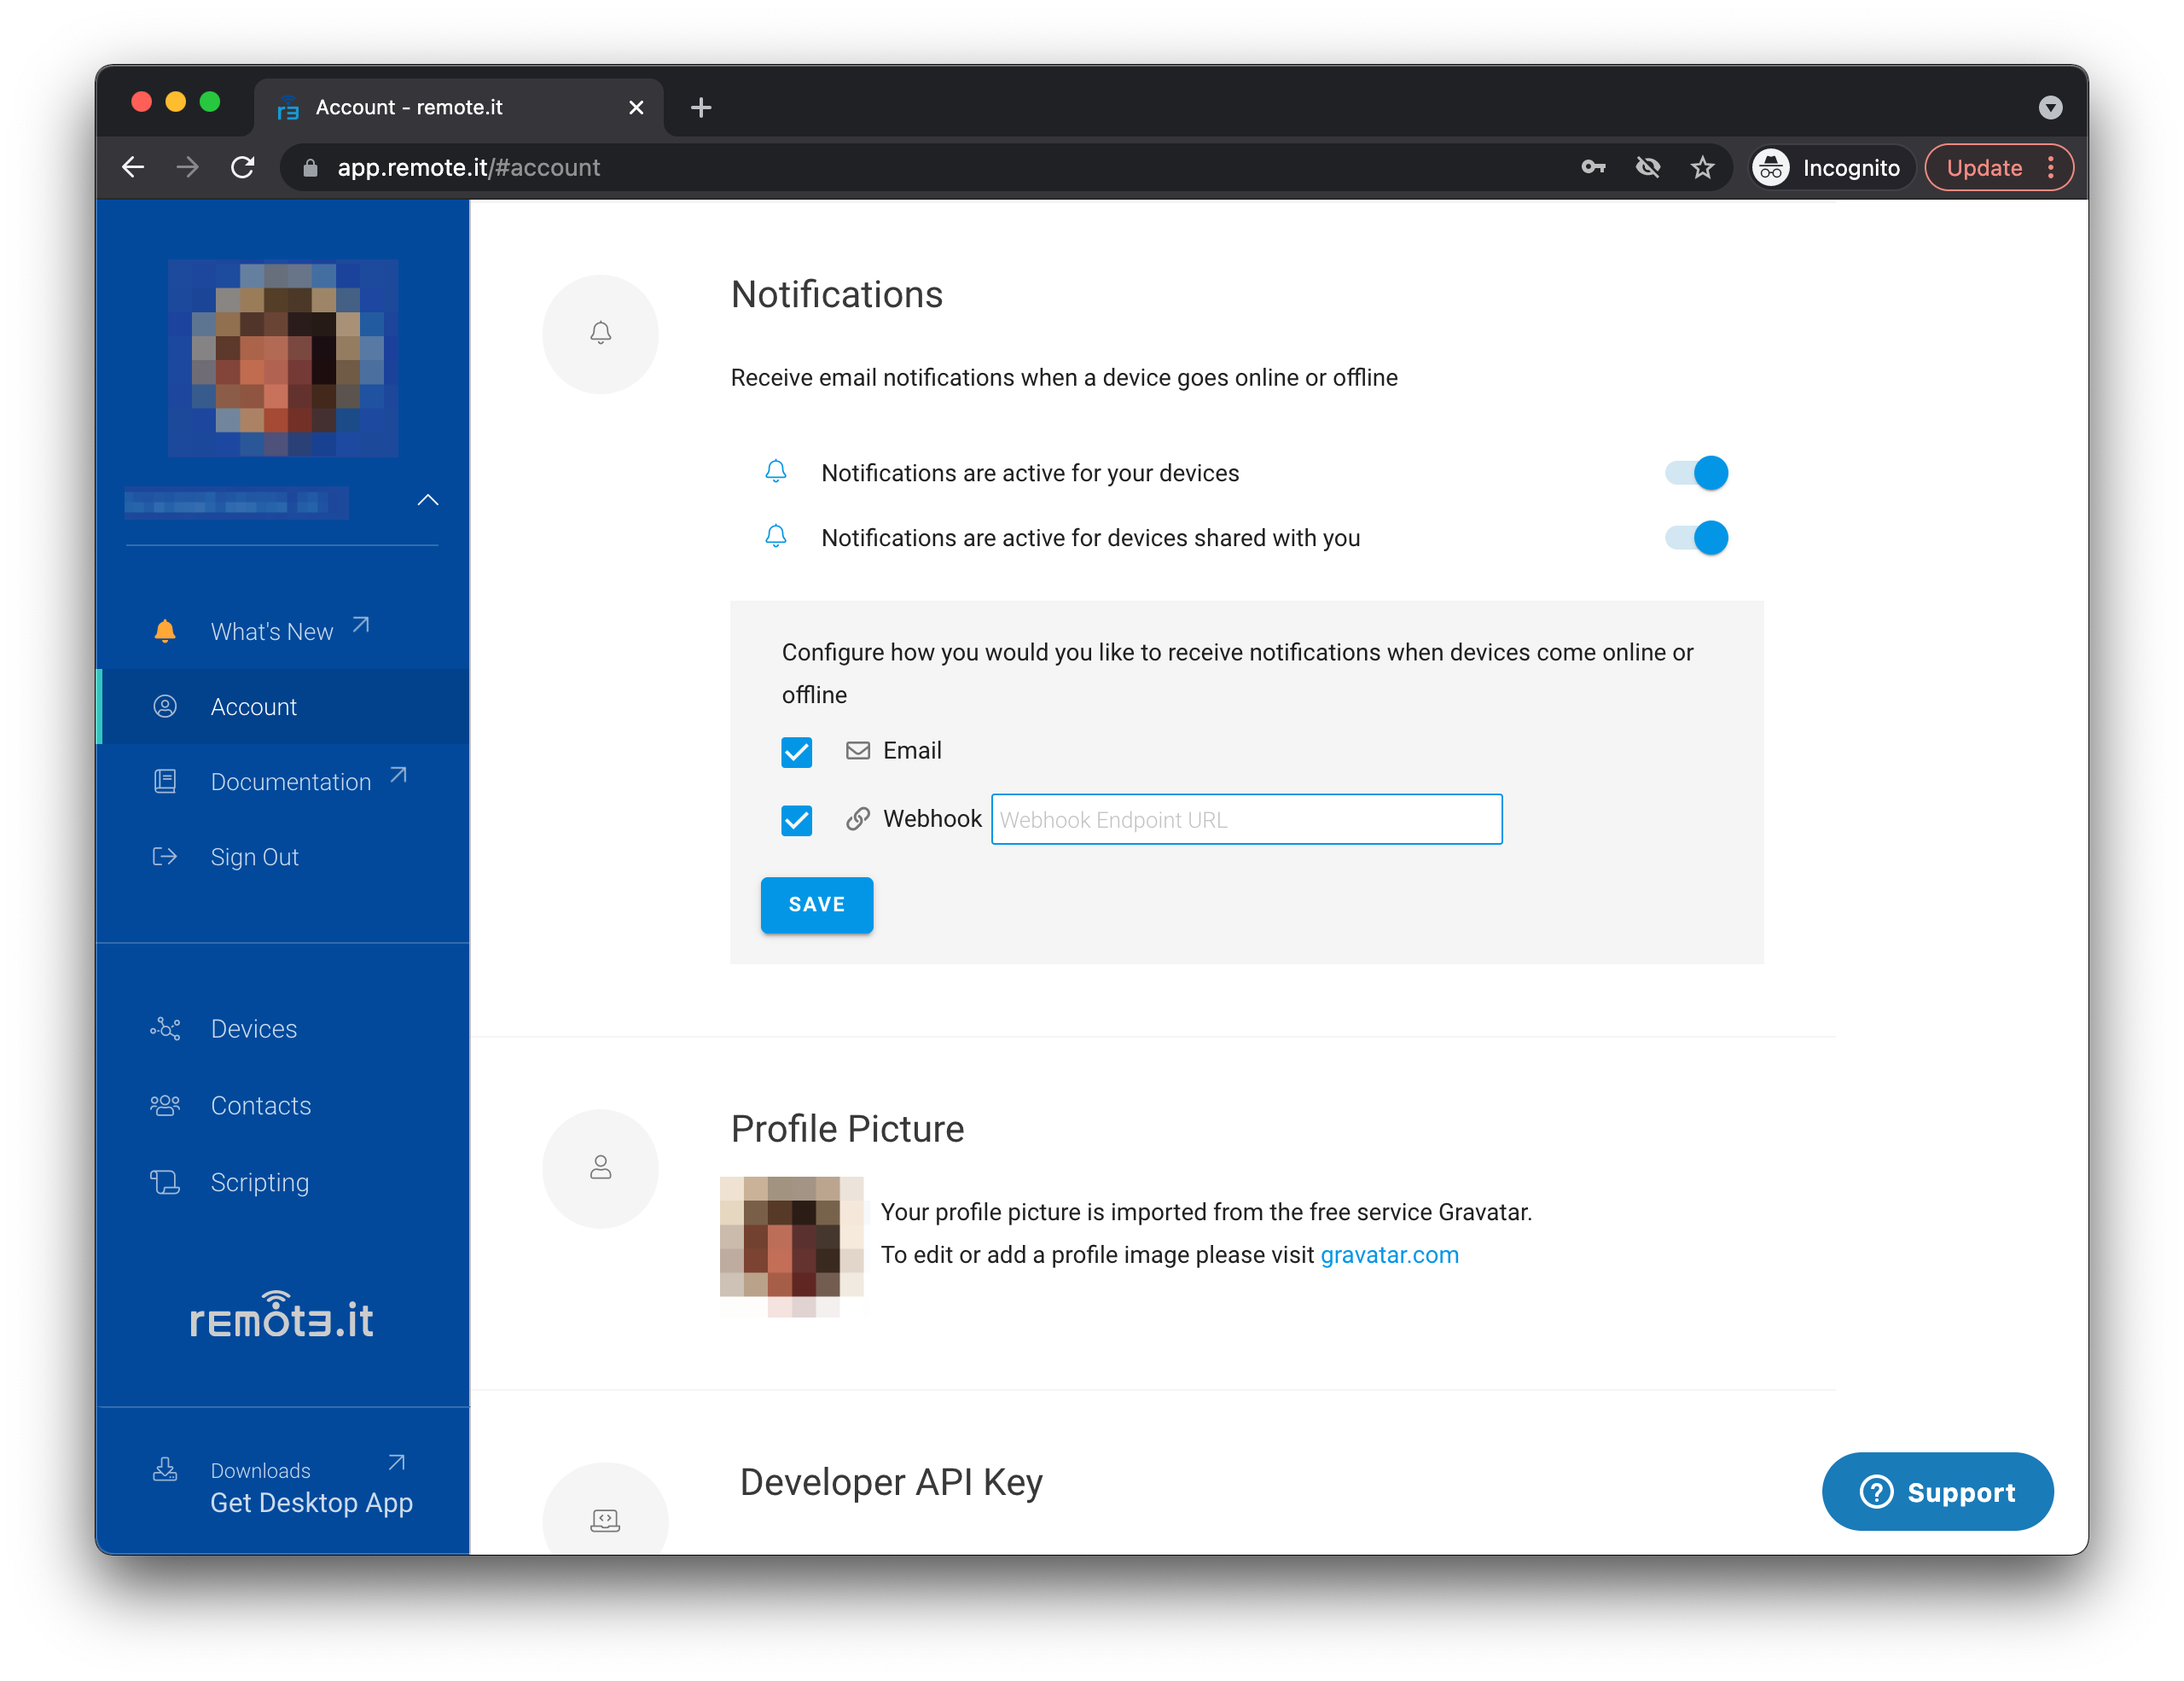 Account - remote.it
app.remote.it/#account
Incognito
Update
What's New
Account
Documentation
Sign Out
Devices
Contacts
Scripting
remote.it
Downloads
Get Desktop App
Notifications
Receive email notifications when a device goes online or offline
Notifications are active for your devices
Notifications are active for devices shared with you
Configure how you would you like to receive notifications when devices come online or
offline
Email
Webhook Webhook Endpoint URL
SAVE
Profile Picture
Your profile picture is imported from the free service Gravatar.
To edit or add a profile image please visit gravatar.com
Developer API Key
Support